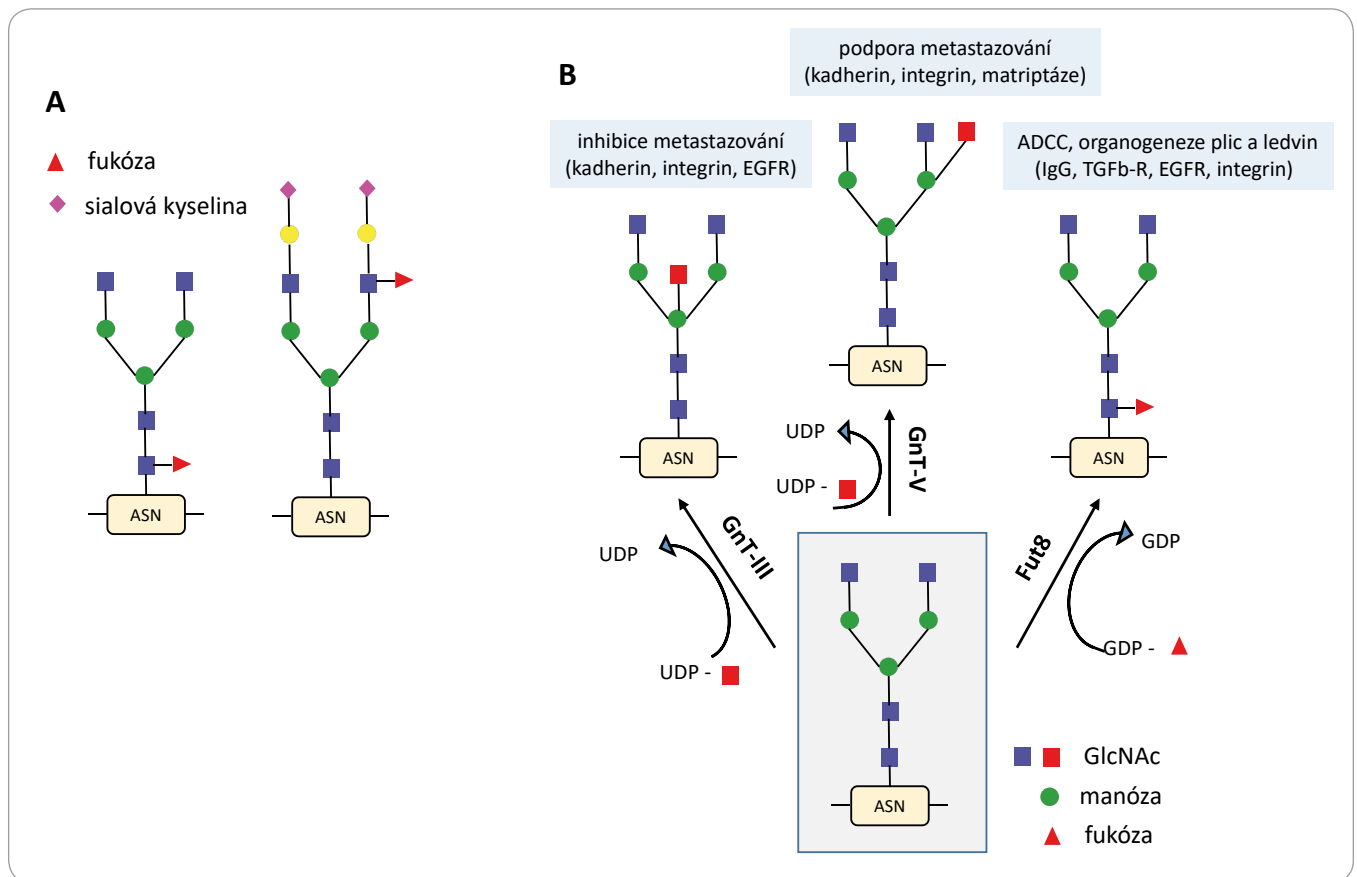 A
fukóza
sialová kyselina
ASN
ASN
B
podpora metastazování
(kadherin, integrin, matriptáze)
inhibice metastazování
(kadherin, integrin, EGFR)
ADCC, organogeneze plic a ledvin
(IgG, TGFb-R, EGFR, integrin)
ASN
ASN
ASN
UDP
UDP -
GnT-V
UDP
UDP -
GnT-III
Fut8
GDP
GDP -
ASN
GlcNAc
manóza
fukóza